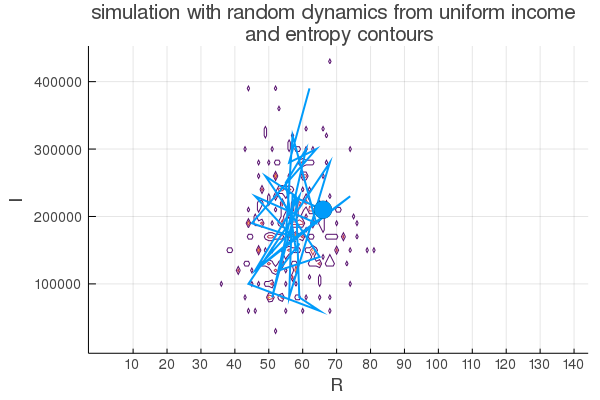 simulation with random dynamics from uniform income
and entropy contours
400000
300000
200000
100000
I
10 20 30 40 50 60 70 80 90 100 110 120 130 140
R